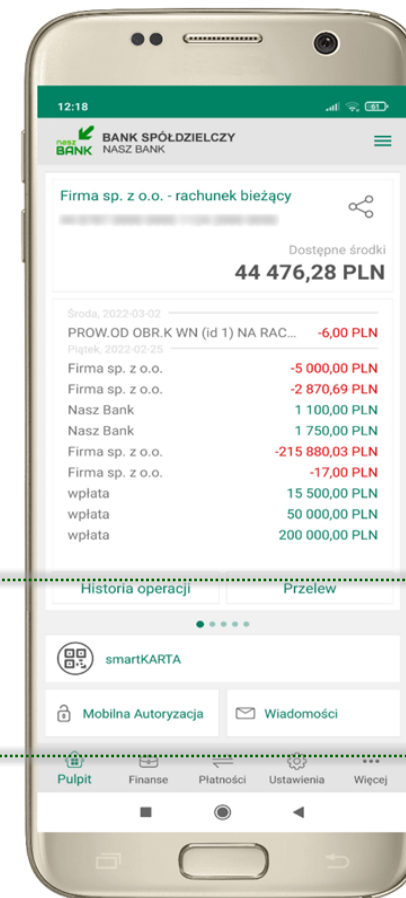 12:18
61
nasz BANK
BANK SPÓŁDZIELCZY
NASZ BANK
Firma sp. z o.o. - rachunek bieżący
Dostępne środki
44 476,28 PLN
Środa, 2022-03-02
PROW.OD OBR.K WN (id 1) NA RAC... -6,00 PLN
Piątek, 2022-02-25
Firma sp. z o.o. -5 000,00 PLN
Firma sp. z o.o. -2 870,69 PLN
Nasz Bank 1 100,00 PLN
Nasz Bank 1 750,00 PLN
Firma sp. z o.o. -215 880,03 PLN
Firma sp. z o.o. -17,00 PLN
wpłata 15 500,00 PLN
wpłata 50 000,00 PLN
wpłata 200 000,00 PLN
Historia operacji Przelew
smartKARTA
Mobilna Autoryzacja Wiadomości
Pulpit Finanse Płatności Ustawienia Więcej